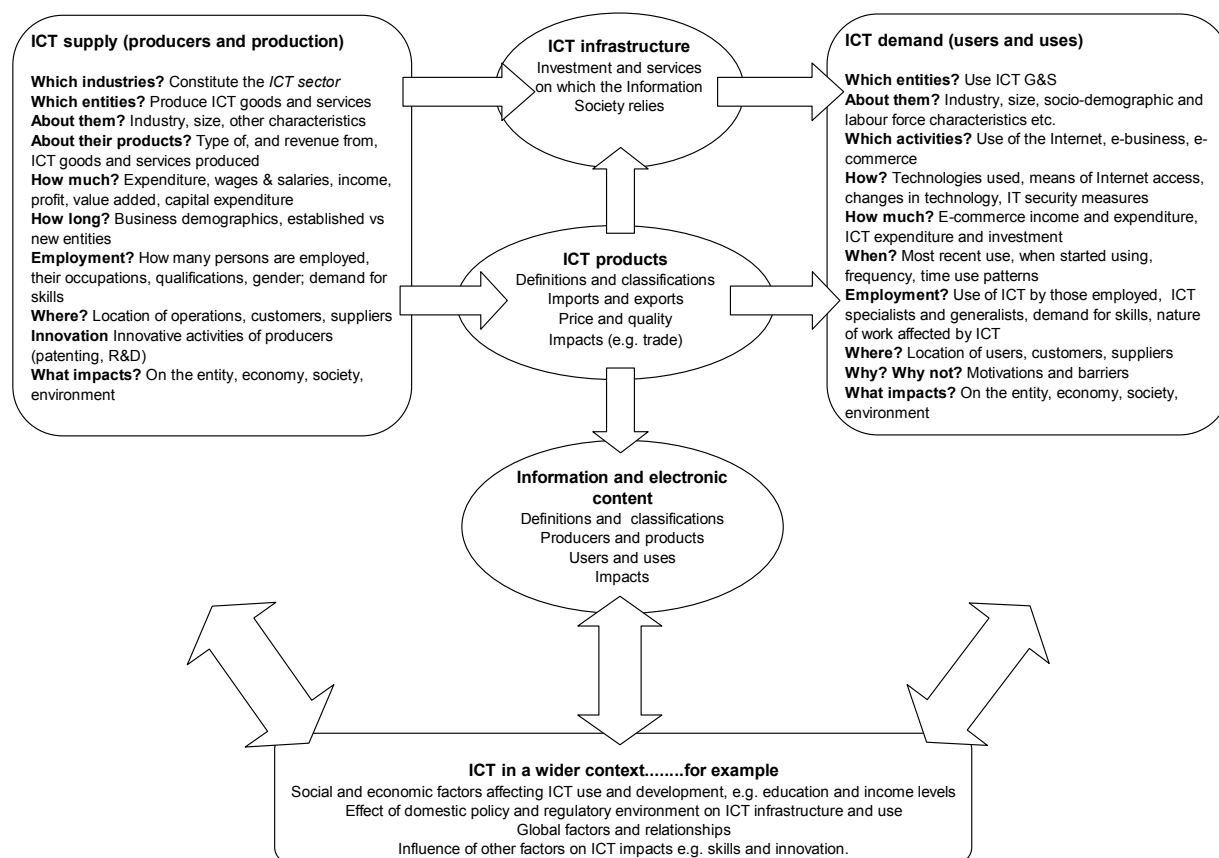 ICT supply (producers and production)
Which industries? Constitute the ICT sector
Which entities? Produce ICT goods and services
About them? Industry, size, other characteristics
About their products? Type of, and revenue from,
ICT goods and services produced
How much? Expenditure, wages & salaries, income,
profit, value added, capital expenditure
How long? Business demographics, established vs
new entities
Employment? How many persons are employed,
their occupations, qualifications, gender; demand for
skills
Where? Location of operations, customers, suppliers
Innovation Innovative activities of producers
(patenting, R&D)
What impacts? On the entity, economy, society,
environment
ICT infrastructure
Investment and services
on which the Information
Society relies
ICT products
Definitions and classifications
Imports and exports
Price and quality
Impacts (e.g. trade)
Information and electronic
content
Definitions and classifications
Producers and products
Users and uses
Impacts
ICT demand (users and uses)
Which entities? Use ICT G&S
About them? Industry, size, socio-demographic and
labour force characteristics etc.
Which activities? Use of the Internet, e-business, e-
commerce
How? Technologies used, means of Internet access,
changes in technology, IT security measures
How much? E-commerce income and expenditure,
ICT expenditure and investment
When? Most recent use, when started using,
frequency, time use patterns
Employment? Use of ICT by those employed, ICT
specialists and generalists, demand for skills, nature
of work affected by ICT
Where? Location of users, customers, suppliers
Why? Why not? Motivations and barriers
What impacts? On the entity, economy, society,
environment
ICT in a wider context........for example
Social and economic factors affecting ICT use and development, e.g. education and income levels
Effect of domestic policy and regulatory environment on ICT infrastructure and use
Global factors and relationships
Influence of other factors on ICT impacts e.g. skills and innovation.